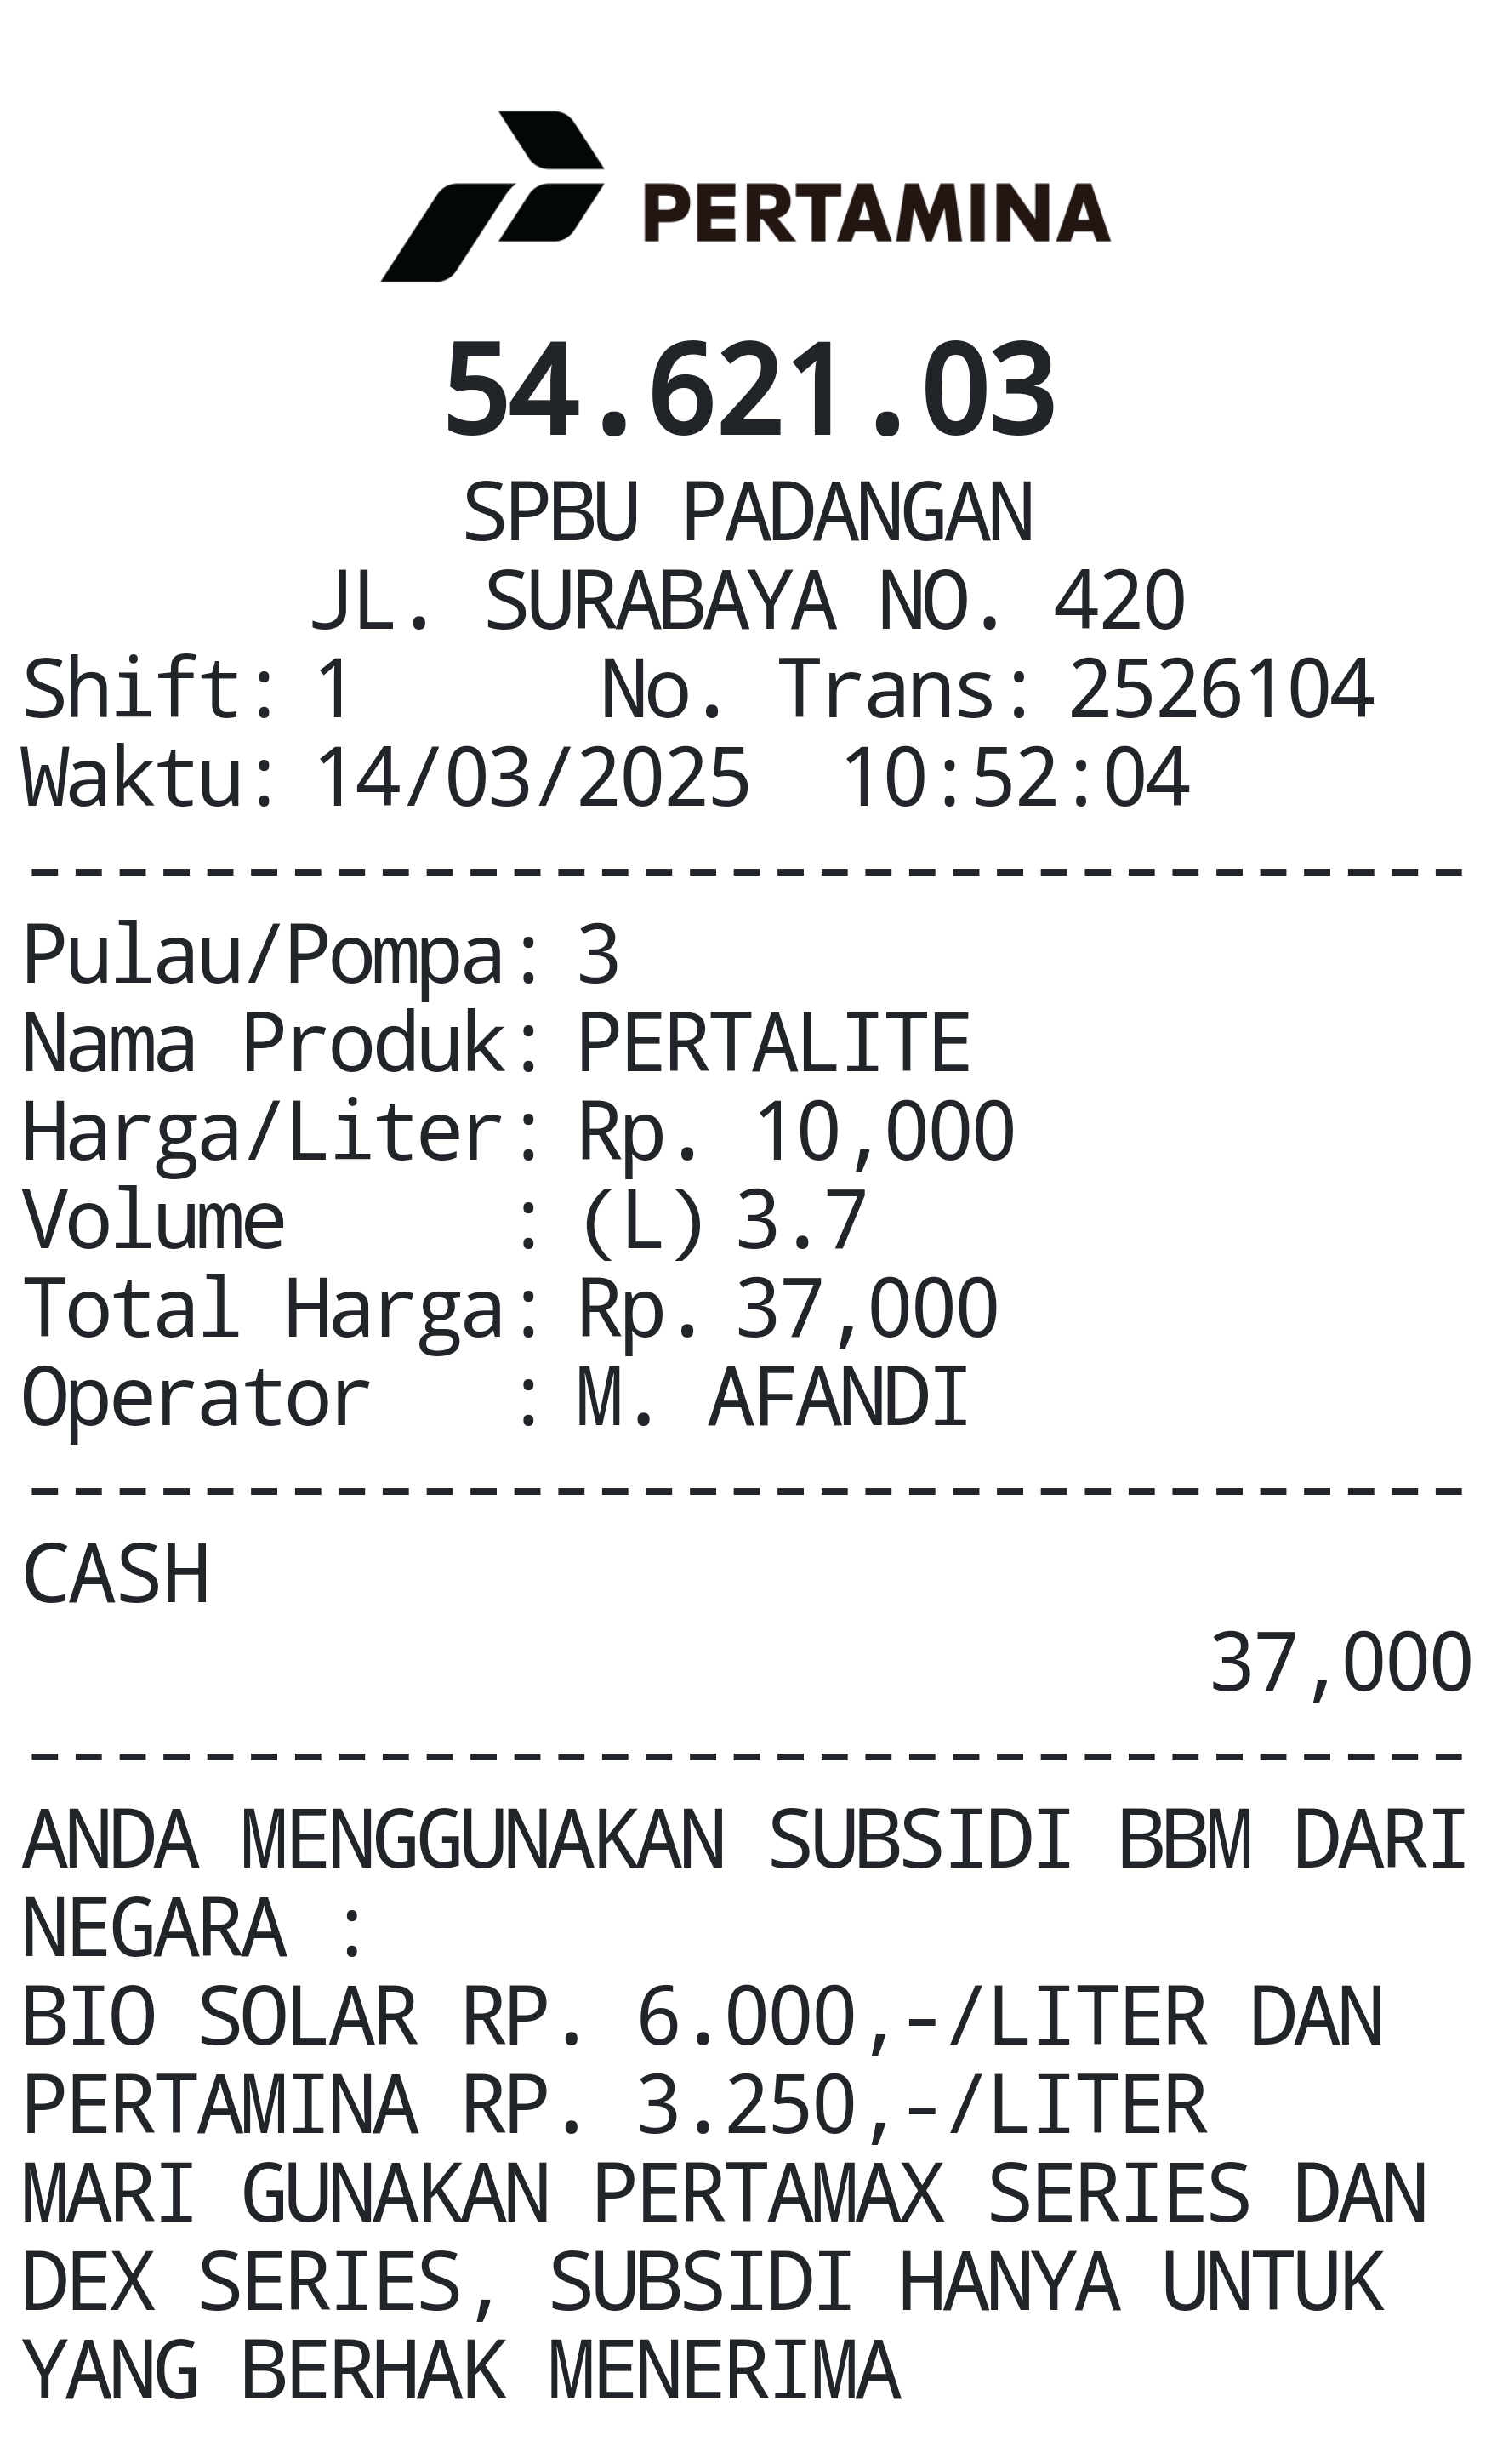 PERTAMINA
54.621.03
SPBU PADANGAN
JL. SURABAYA NO. 420
Shift: 1 No. Trans: 2526104
Waktu: 14/03/2025 10:52:04
---------------------------------
Pulau/Pompa: 3
Nama Produk: PERTALITE
Harga/Liter: Rp. 10,000
Volume : (L) 3.7
Total Harga: Rp. 37,000
Operator : M. AFANDI
---------------------------------
CASH
37,000
---------------------------------
ANDA MENGGUNAKAN SUBSIDI BBM DARI
NEGARA :
BIO SOLAR RP. 6.000,-/LITER DAN
PERTAMINA RP. 3.250,-/LITER
MARI GUNAKAN PERTAMAX SERIES DAN
DEX SERIES, SUBSIDI HANYA UNTUK
YANG BERHAK MENERIMA